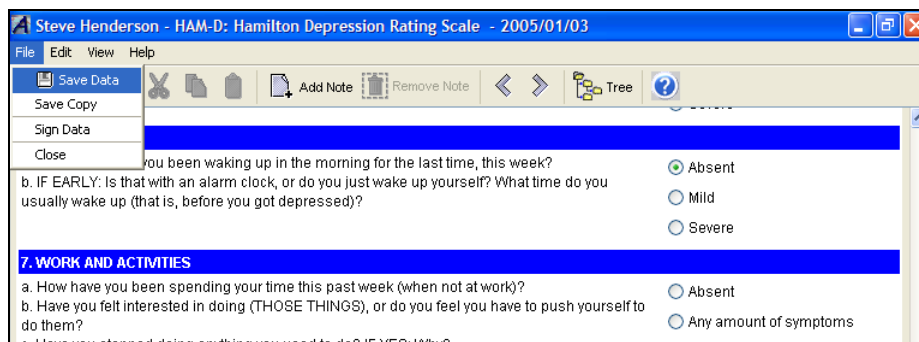 Steve Henderson - HAM-D: Hamilton Depression Rating Scale - 2005/01/03
File Edit View Help
Save Data
Save Copy
Sign Data
Close
Add Note Remove Note Tree
Severe
you been waking up in the morning for the last time, this week?
b. IF EARLY: Is that with an alarm clock, or do you just wake up yourself? What time do you
usually wake up (that is, before you got depressed)?
Absent
Mild
Severe
7. WORK AND ACTIVITIES
a. How have you been spending your time this past week (when not at work)?
b. Have you felt interested in doing (THOSE THINGS), or do you feel you have to push yourself to
do them?
Absent
Any amount of symptoms